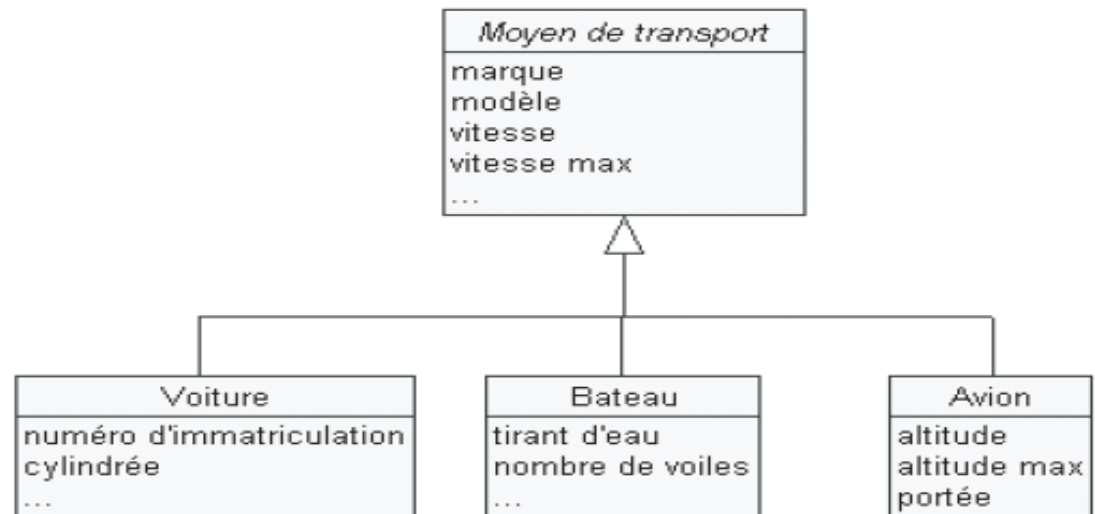 Moyen de transport
marque
modèle
vitesse
vitesse max
...
Voiture
numéro d'immatriculation
cylindrée
...
Bateau
tirant d'eau
nombre de voiles
...
Avion
altitude
altitude max
portée